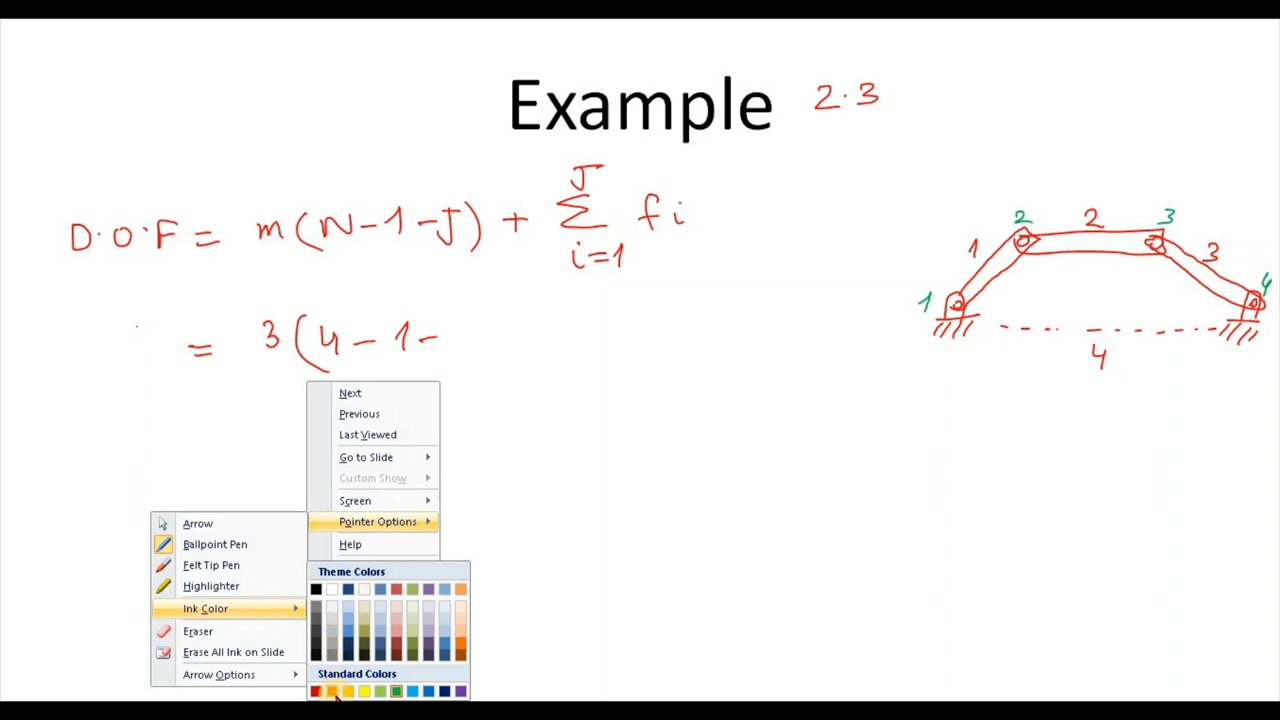 Example 2.3
D.O.F = m(N-1-J) + J Σ i=1 fi
= 3(4-1-
2
2
3
1
3
1
4
4
Next
Previous
Last Viewed
Go to Slide
Custom Show
Screen
Pointer Options
Help
Arrow
Ballpoint Pen
Felt Tip Pen
Highlighter
Ink Color
Eraser
Erase All Ink on Slide
Arrow Options
Theme Colors
Standard Colors